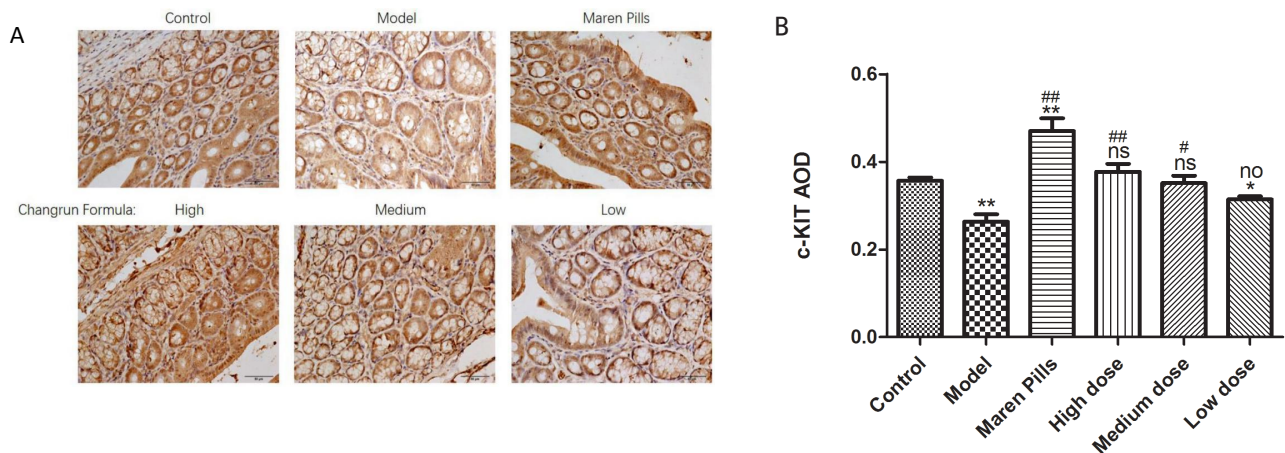 A
Control Model Maren Pills
Changrun Formula: High Medium Low
B
c-KIT AOD
0.6
0.4
0.2
0.0
**
##
**
##
ns
#
ns
no
*
Control
Model
Maren Pills
High dose
Medium dose
Low dose